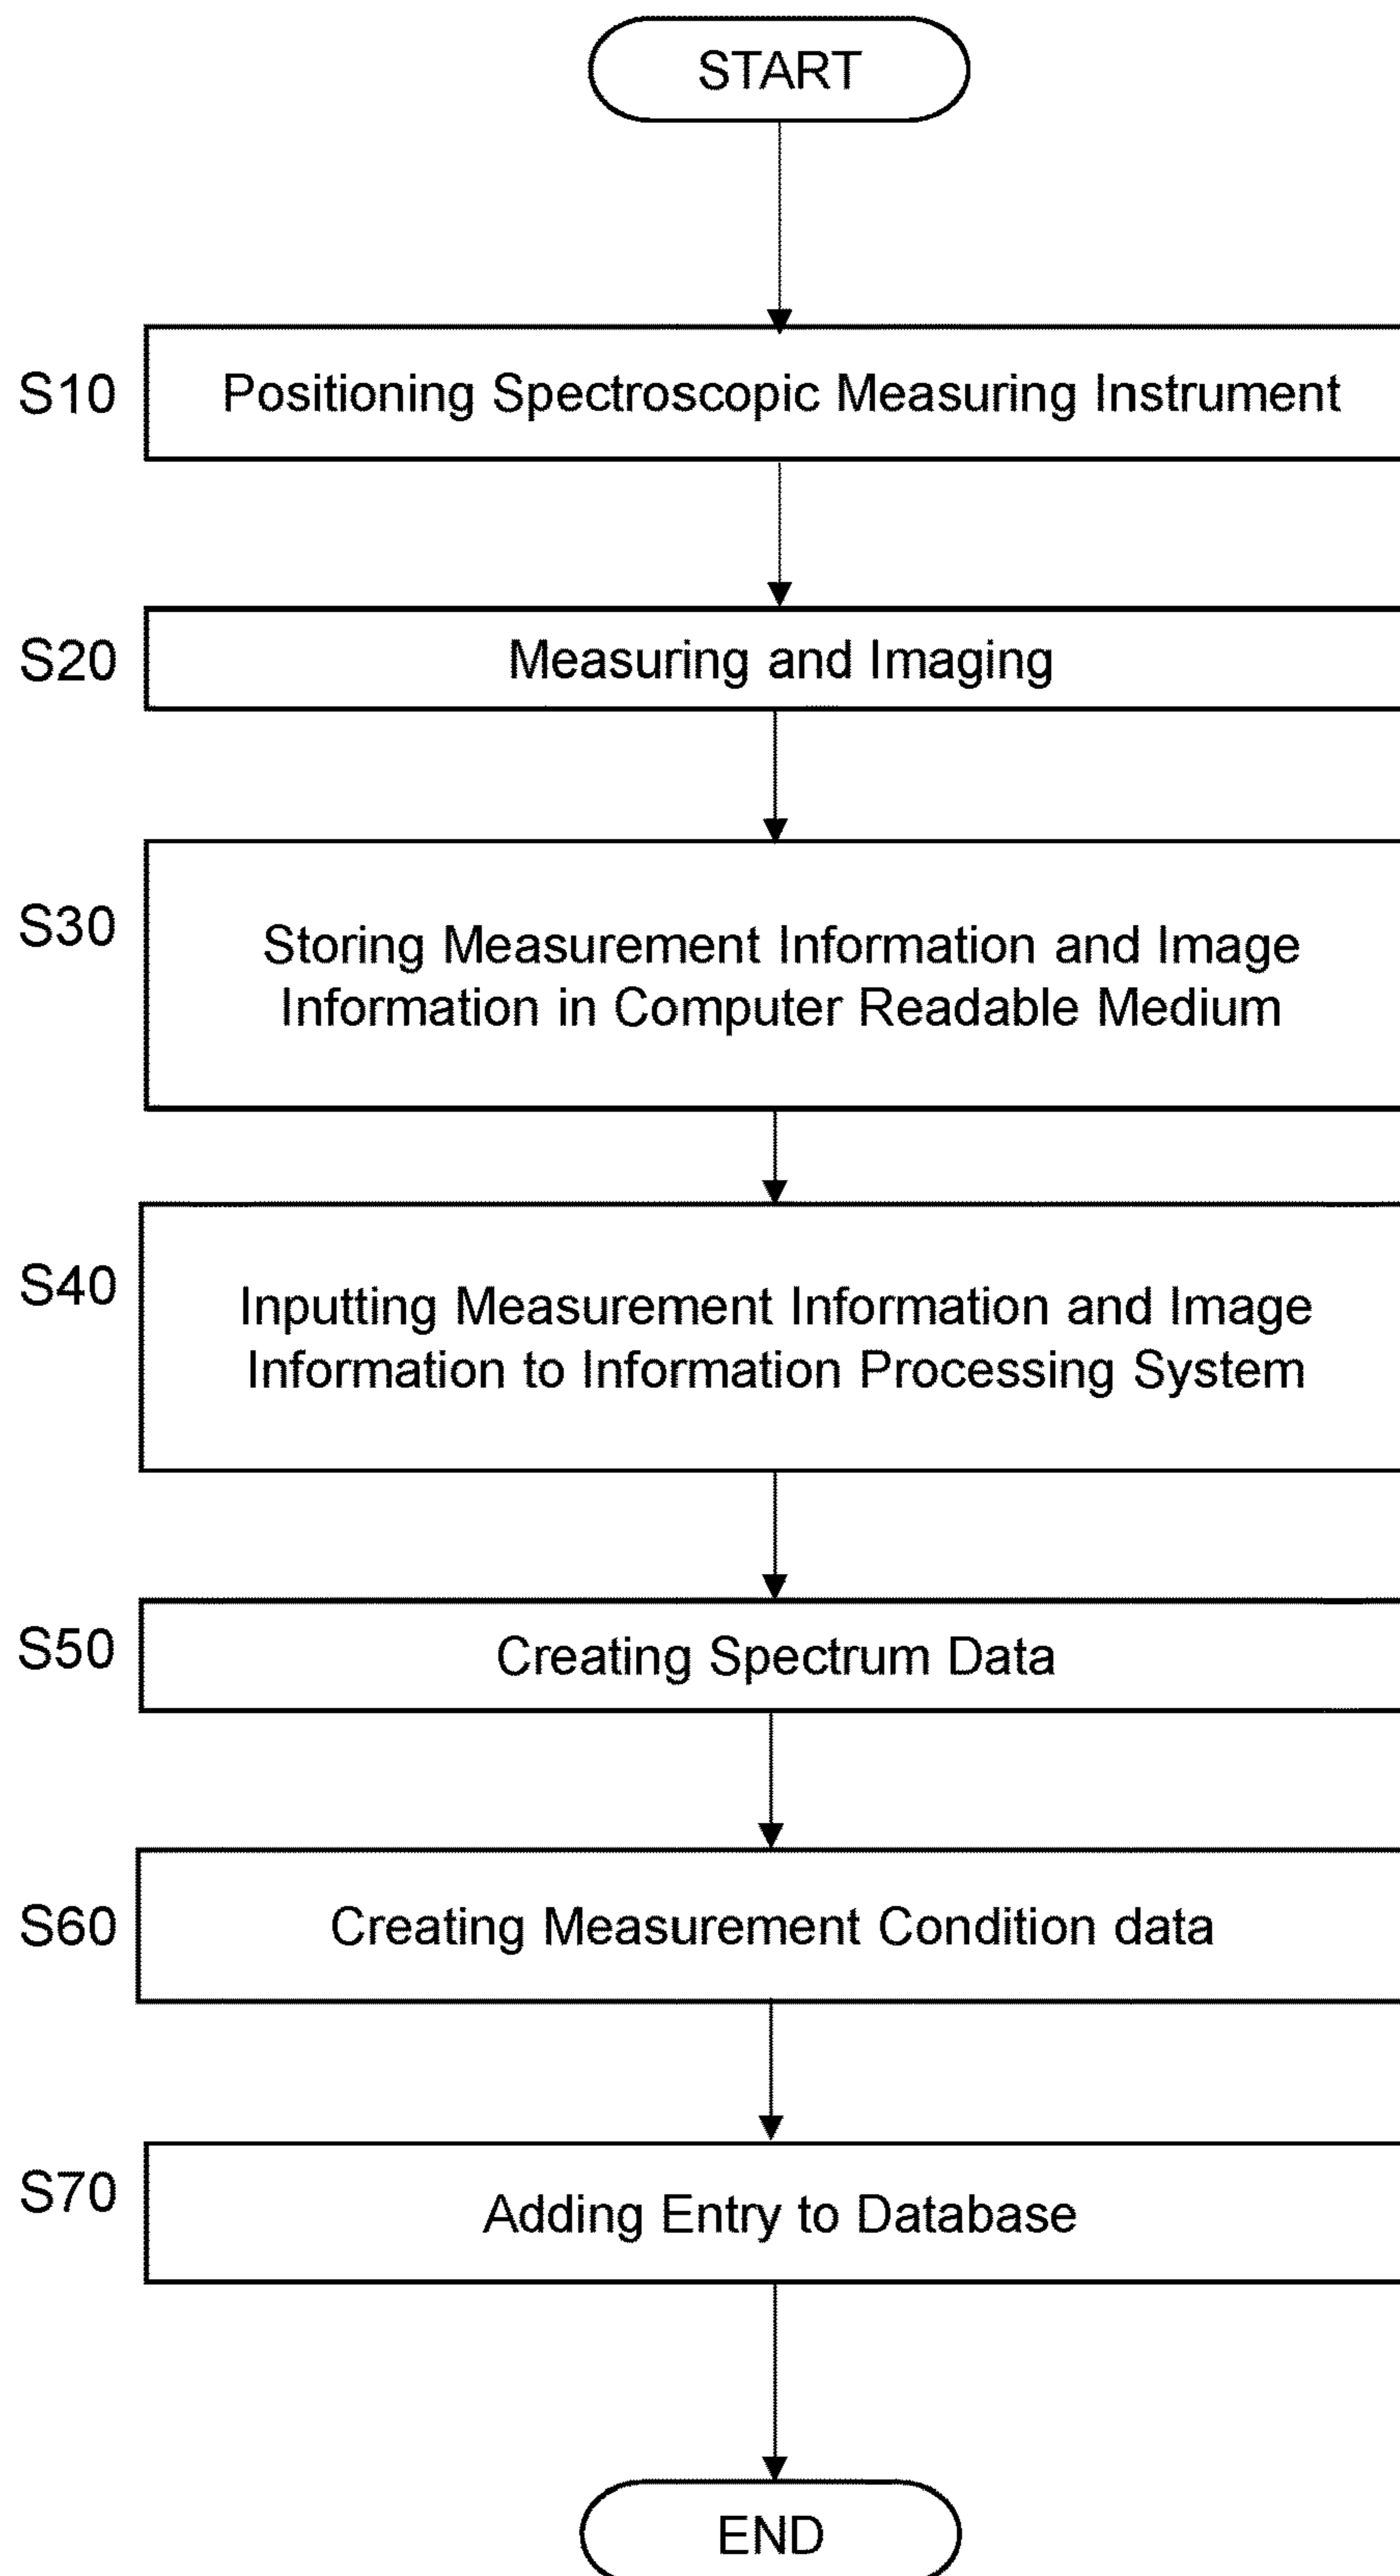 START
S10
Positioning Spectroscopic Measuring Instrument
S20
Measuring and Imaging
S30
Storing Measurement Information and Image
Information in Computer Readable Medium
S40
Inputting Measurement Information and Image
Information to Information Processing System
S50
Creating Spectrum Data
S60
Creating Measurement Condition data
S70
Adding Entry to Database
END